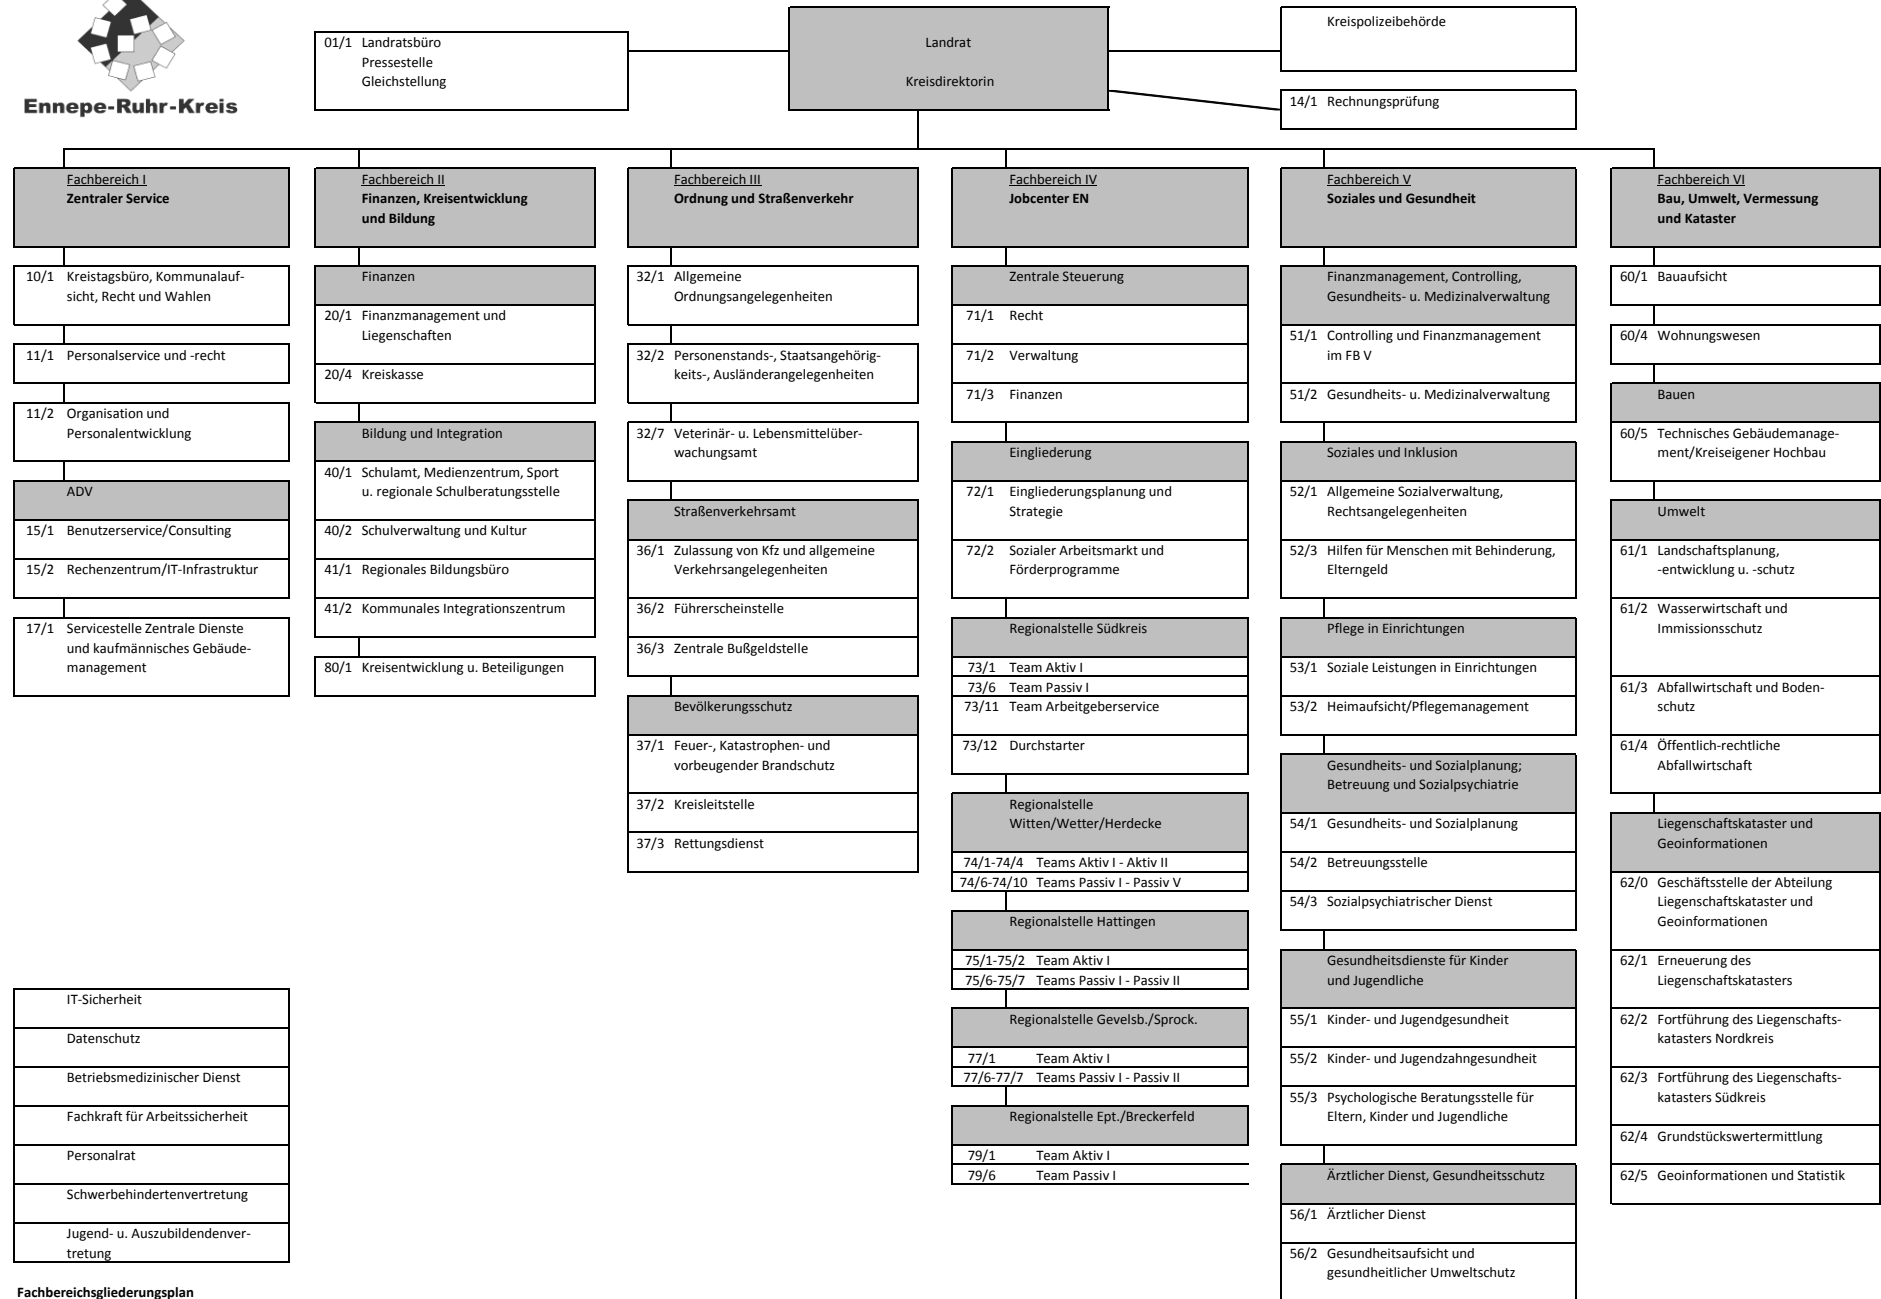 Ennepe-Ruhr-Kreis
01/1 Landratsbüro
Pressestelle
Gleichstellung
Landrat
Kreisdirektorin
Kreispolizeibehörde
14/1 Rechnungsprüfung
Fachbereich I
Zentraler Service
10/1 Kreistagsbüro, Kommunalauf-
sicht, Recht und Wahlen
11/1 Personalservice und -recht
11/2 Organisation und
Personalentwicklung
ADV
15/1 Benutzerservice/Consulting
15/2 Rechenzentrum/IT-Infrastruktur
17/1 Servicestelle Zentrale Dienste
und kaufmännisches Gebäude-
management
IT-Sicherheit
Datenschutz
Betriebsmedizinischer Dienst
Fachkraft für Arbeitssicherheit
Personalrat
Schwerbehindertenvertretung
Jugend- u. Auszubildendenver-
tretung
Fachbereich II
Finanzen, Kreisentwicklung
und Bildung
Finanzen
20/1 Finanzmanagement und
Liegenschaften
20/4 Kreiskasse
Bildung und Integration
40/1 Schulamt, Medienzentrum, Sport
u. regionale Schulberatungsstelle
40/2 Schulverwaltung und Kultur
41/1 Regionales Bildungsbüro
41/2 Kommunales Integrationszentrum
80/1 Kreisentwicklung u. Beteiligungen
Fachbereich III
Ordnung und Straßenverkehr
32/1 Allgemeine
Ordnungsangelegenheiten
32/2 Personenstands-, Staatsangehörig-
keits-, Ausländerangelegenheiten
32/7 Veterinär- u. Lebensmittelüber-
wachungsamt
Straßenverkehrsamt
36/1 Zulassung von Kfz und allgemeine
Verkehrsangelegenheiten
36/2 Führerscheinstelle
36/3 Zentrale Bußgeldstelle
Bevölkerungsschutz
37/1 Feuer-, Katastrophen- und
vorbeugender Brandschutz
37/2 Kreisleitstelle
37/3 Rettungsdienst
Fachbereich IV
Jobcenter EN
Zentrale Steuerung
71/1 Recht
71/2 Verwaltung
71/3 Finanzen
Eingliederung
72/1 Eingliederungsplanung und
Strategie
72/2 Sozialer Arbeitsmarkt und
Förderprogramme
Regionalstelle Südkreis
73/1 Team Aktiv I
73/6 Team Passiv I
73/11 Team Arbeitgeberservice
73/12 Durchstarter
Regionalstelle
Witten/Wetter/Herdecke
74/1-74/4 Teams Aktiv I - Aktiv II
74/6-74/10 Teams Passiv I - Passiv V
Regionalstelle Hattingen
75/1-75/2 Team Aktiv I
75/6-75/7 Teams Passiv I - Passiv II
Regionalstelle Gevelsb./Sprock.
77/1 Team Aktiv I
77/6-77/7 Teams Passiv I - Passiv II
Regionalstelle Ept./Breckerfeld
79/1 Team Aktiv I
79/6 Team Passiv I
Fachbereich V
Soziales und Gesundheit
Finanzmanagement, Controlling,
Gesundheits- u. Medizinalverwaltung
51/1 Controlling und Finanzmanagement
im FB V
51/2 Gesundheits- u. Medizinalverwaltung
Soziales und Inklusion
52/1 Allgemeine Sozialverwaltung,
Rechtsangelegenheiten
52/3 Hilfen für Menschen mit Behinderung,
Elterngeld
Pflege in Einrichtungen
53/1 Soziale Leistungen in Einrichtungen
53/2 Heimaufsicht/Pflegemanagement
Gesundheits- und Sozialplanung;
Betreuung und Sozialpsychiatrie
54/1 Gesundheits- und Sozialplanung
54/2 Betreuungsstelle
54/3 Sozialpsychiatrischer Dienst
Gesundheitsdienste für Kinder
und Jugendliche
55/1 Kinder- und Jugendgesundheit
55/2 Kinder- und Jugendzahngesundheit
55/3 Psychologische Beratungsstelle für
Eltern, Kinder und Jugendliche
Ärztlicher Dienst, Gesundheitsschutz
56/1 Ärztlicher Dienst
56/2 Gesundheitsaufsicht und
gesundheitlicher Umweltschutz
Fachbereich VI
Bau, Umwelt, Vermessung
und Kataster
60/1 Bauaufsicht
60/4 Wohnungswesen
Bauen
60/5 Technisches Gebäudemanage-
ment/Kreiseigener Hochbau
Umwelt
61/1 Landschaftsplanung,
-entwicklung u. -schutz
61/2 Wasserwirtschaft und
Immissionsschutz
61/3 Abfallwirtschaft und Boden-
schutz
61/4 Öffentlich-rechtliche
Abfallwirtschaft
Liegenschaftskataster und
Geoinformationen
62/0 Geschäftsstelle der Abteilung
Liegenschaftskataster und
Geoinformationen
62/1 Erneuerung des
Liegenschaftskatasters
62/2 Fortführung des Liegenschafts-
katasters Nordkreis
62/3 Fortführung des Liegenschafts-
katasters Südkreis
62/4 Grundstückswertermittlung
62/5 Geoinformationen und Statistik
Fachbereichsgliederungsplan